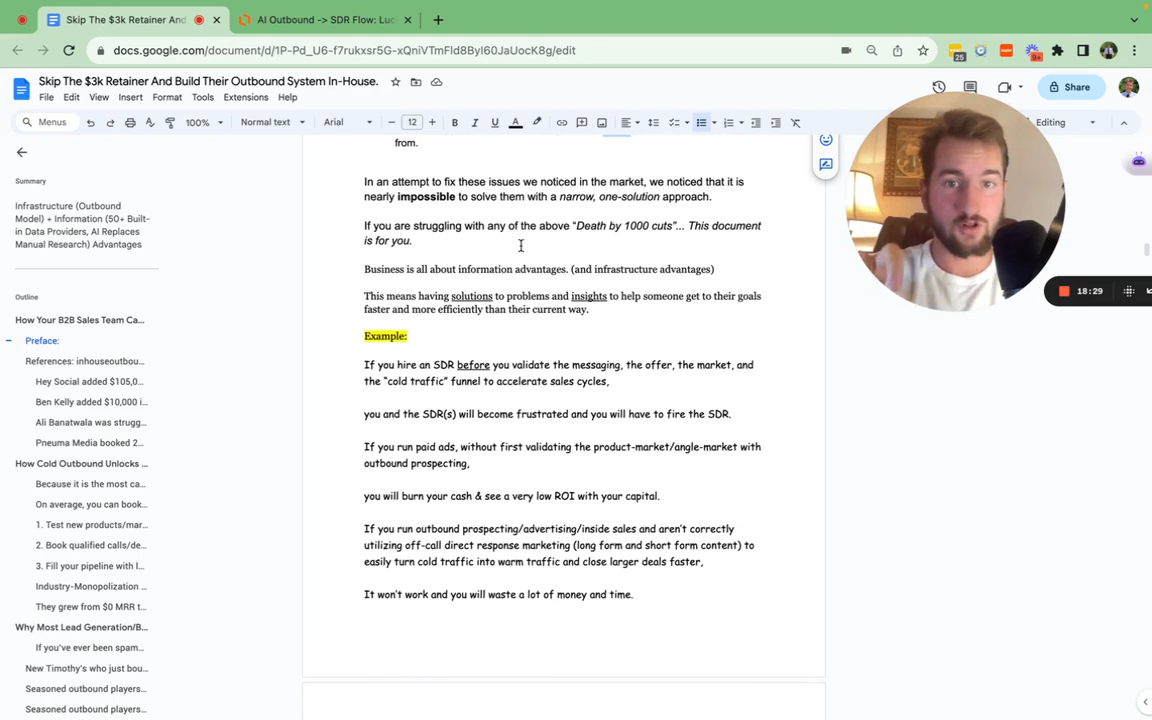 Skip The $3k Retainer And
AI Outbound -> SDR Flow: Luc
docs.google.com/document/d/1P-Pd_U6-f7rukxsr5G-xQniVTmFId8ByI60JaUocK8g/edit
25
9+
Skip The $3k Retainer And Build Their Outbound System In-House.
File Edit View Insert Format Tools Extensions Help
Share
Menus
100%
Normal text
Arial
12
B I U A
Editing
Summary
Infrastructure (Outbound
Model) + Information (50+ Built-
in Data Providers, AI Replaces
Manual Research) Advantages
Outline
How Your B2B Sales Team Ca...
Preface:
References: inhouseoutbou...
Hey Social added $105,0...
Ben Kelly added $10,000 i...
Ali Banatwala was strugg...
Pneuma Media booked 2...
How Cold Outbound Unlocks ...
Because it is the most ca...
On average, you can book...
1. Test new products/mar...
2. Book qualified calls/de...
3. Fill your pipeline with l...
Industry-Monopolization ...
They grew from $0 MRR t...
Why Most Lead Generation/B...
If you've ever been spam...
New Timothy's who just bou...
Seasoned outbound players...
Seasoned outbound players...
from.
In an attempt to fix these issues we noticed in the market, we noticed that it is
nearly impossible to solve them with a narrow, one-solution approach.
If you are struggling with any of the above “Death by 1000 cuts”... This document
is for you.
Business is all about information advantages. (and infrastructure advantages)
This means having solutions to problems and insights to help someone get to their goals
faster and more efficiently than their current way.
Example:
If you hire an SDR before you validate the messaging, the offer, the market, and
the “cold traffic” funnel to accelerate sales cycles,
you and the SDR(s) will become frustrated and you will have to fire the SDR.
If you run paid ads, without first validating the product-market/angle-market with
outbound prospecting,
you will burn your cash & see a very low ROI with your capital.
If you run outbound prospecting/advertising/inside sales and aren’t correctly
utilizing off-call direct response marketing (long form and short form content) to
easily turn cold traffic into warm traffic and close larger deals faster,
It won’t work and you will waste a lot of money and time.
18:29